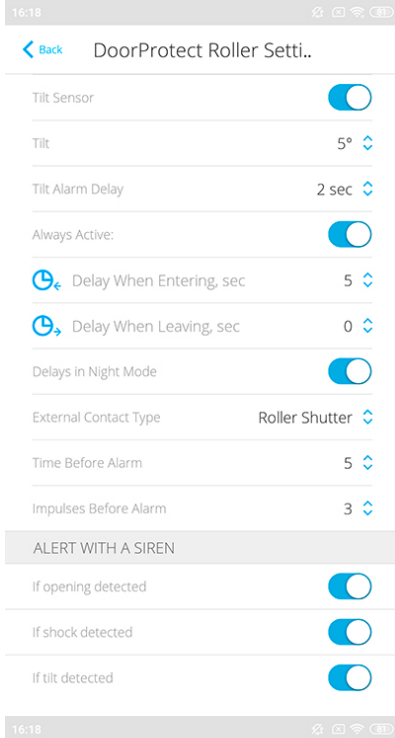 16:18
Back DoorProtect Roller Setti..
Tilt Sensor
Tilt 5°
Tilt Alarm Delay 2 sec
Always Active:
Delay When Entering, sec 5
Delay When Leaving, sec 0
Delays in Night Mode
External Contact Type Roller Shutter
Time Before Alarm 5
Impulses Before Alarm 3
ALERT WITH A SIREN
If opening detected
If shock detected
If tilt detected
16:18